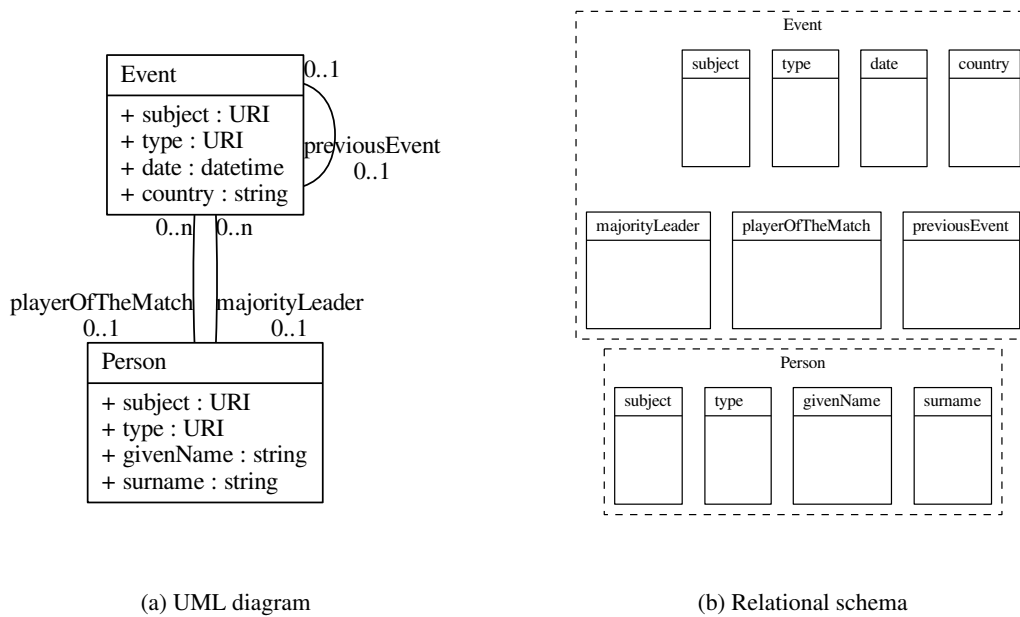 Event
+ subject : URI
+ type : URI
+ date : datetime
+ country : string
0..1
previousEvent
0..1
0..n
0..n
playerOfTheMatch
0..1
majorityLeader
0..1
Person
+ subject : URI
+ type : URI
+ givenName : string
+ surname : string
(a) UML diagram
Event
subject
type
date
country
majorityLeader
playerOfTheMatch
previousEvent
Person
subject
type
givenName
surname
(b) Relational schema